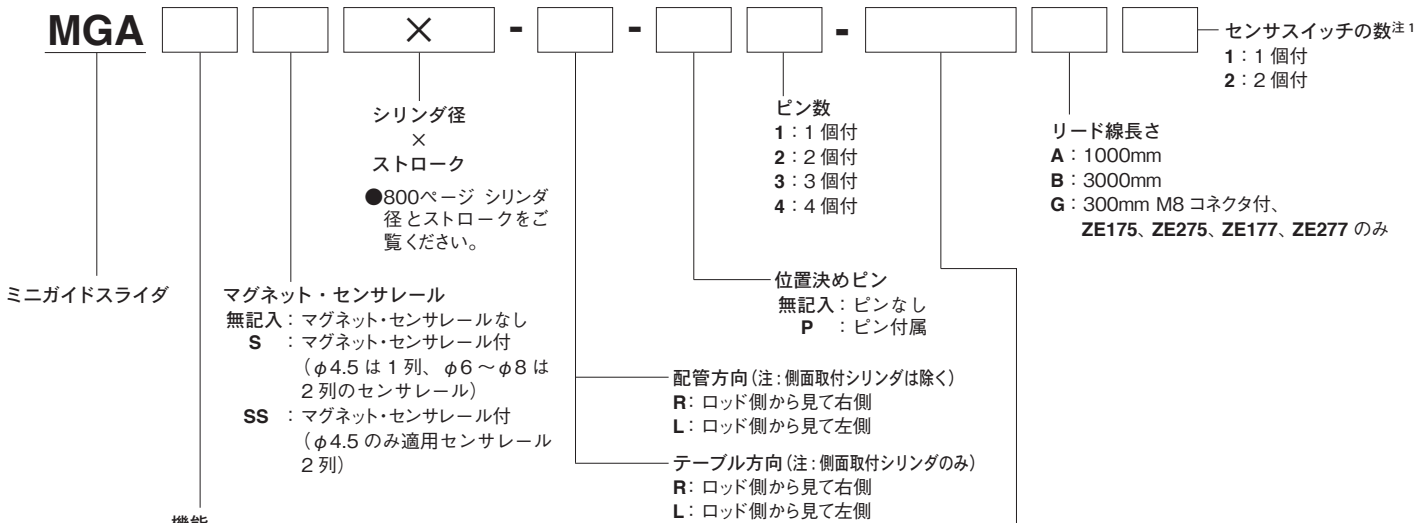 MGA × - - -
センサスイッチの数注1
1：1個付
2：2個付
シリンダ径
×
ストローク
●800ページ シリンダ
径とストロークをご
覧ください。
ピン数
1：1個付
2：2個付
3：3個付
4：4個付
リード線長さ
A：1000mm
B：3000mm
G：300mm M8コネクタ付、
ZE175、ZE275、ZE177、ZE277のみ
ミニガイドスライダ
マグネット・センサレール
無記入：マグネット・センサレールなし
S ：マグネット・センサレール付
（φ4.5は1列、φ6～φ8は
2列のセンサレール）
SS ：マグネット・センサレール付
（φ4.5のみ適用センサレール
2列）
位置決めピン
無記入：ピンなし
P ：ピン付属
配管方向（注：側面取付シリンダは除く）
R：ロッド側から見て右側
L：ロッド側から見て左側
テーブル方向（注：側面取付シリンダのみ）
R：ロッド側から見て右側
L：ロッド側から見て左側
機能